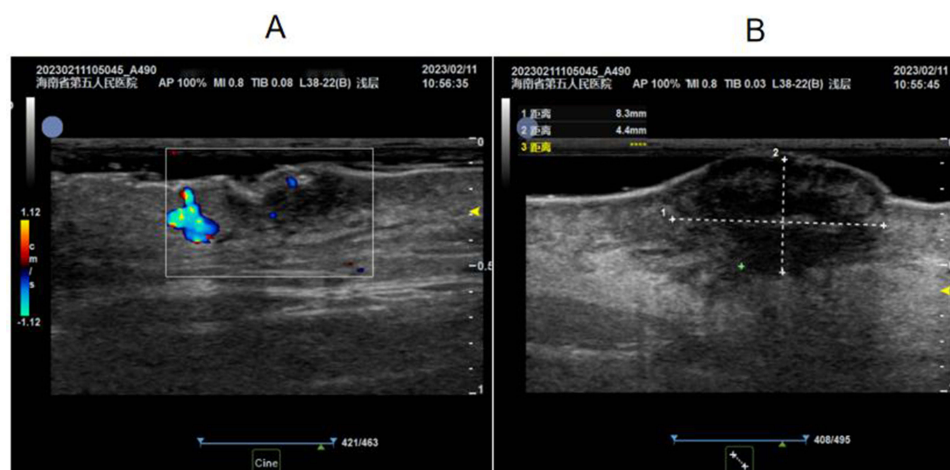 A
20230211105045_A490
海南省第五人民医院 AP 100% MI 0.8 TIB 0.08 L38-22(B) 浅层
2023/02/11
10:56:35
0
1.12
c
m
/
s
-1.12
0.5
1
421/463
Cine
B
20230211105045_A490
海南省第五人民医院 AP 100% MI 0.8 TIB 0.03 L38-22(B) 浅层
2023/02/11
10:55:45
1 距离 8.3mm
2 距离 4.4mm
3 距离 ****
0
2
1
0.5
408/495